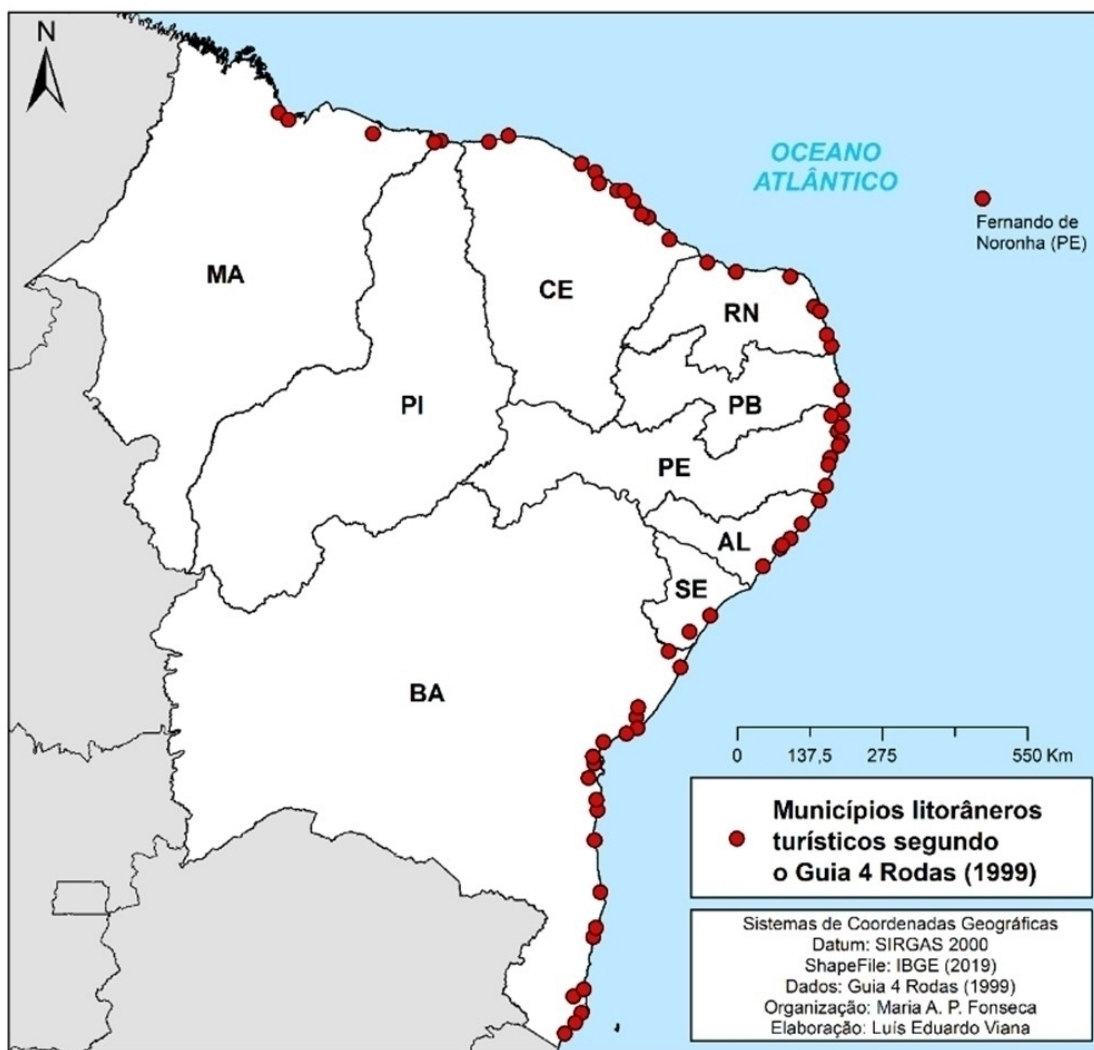 N
OCEANO
ATLÂNTICO
Fernando de
Noronha (PE)
MA
CE
RN
PI
PB
PE
AL
SE
BA
0 137,5 275 550 Km
Municípios litorâneros
turísticos segundo
o Guia 4 Rodas (1999)
Sistemas de Coordenadas Geográficas
Datum: SIRGAS 2000
ShapeFile: IBGE (2019)
Dados: Guia 4 Rodas (1999)
Organização: Maria A. P. Fonseca
Elaboração: Luís Eduardo Viana